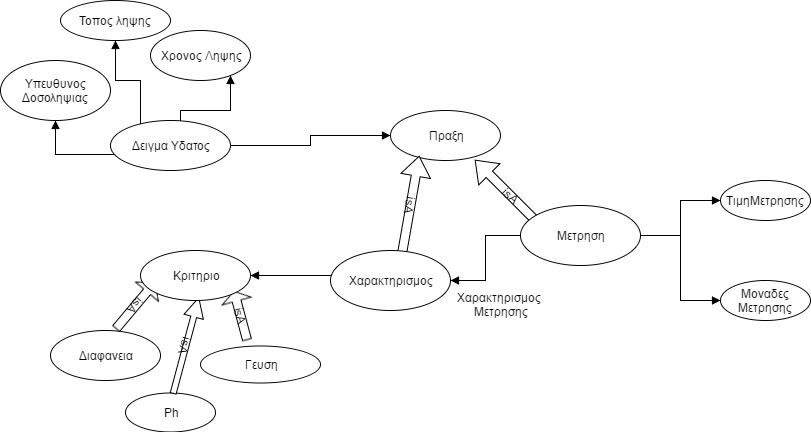 Τοπος ληψης
Χρονος Ληψης
Υπευθυνος
Δοσοληψιας
Δειγμα Υδατος
Πραξη
isA
isA
ΤιμηΜετρησης
Μετρηση
Κριτηριο
Χαρακτηρισμος
Χαρακτηρισμος
Μετρησης
Μοναδες
Μετρησης
isA
isA
isA
Διαφανεια
Γευση
Ph